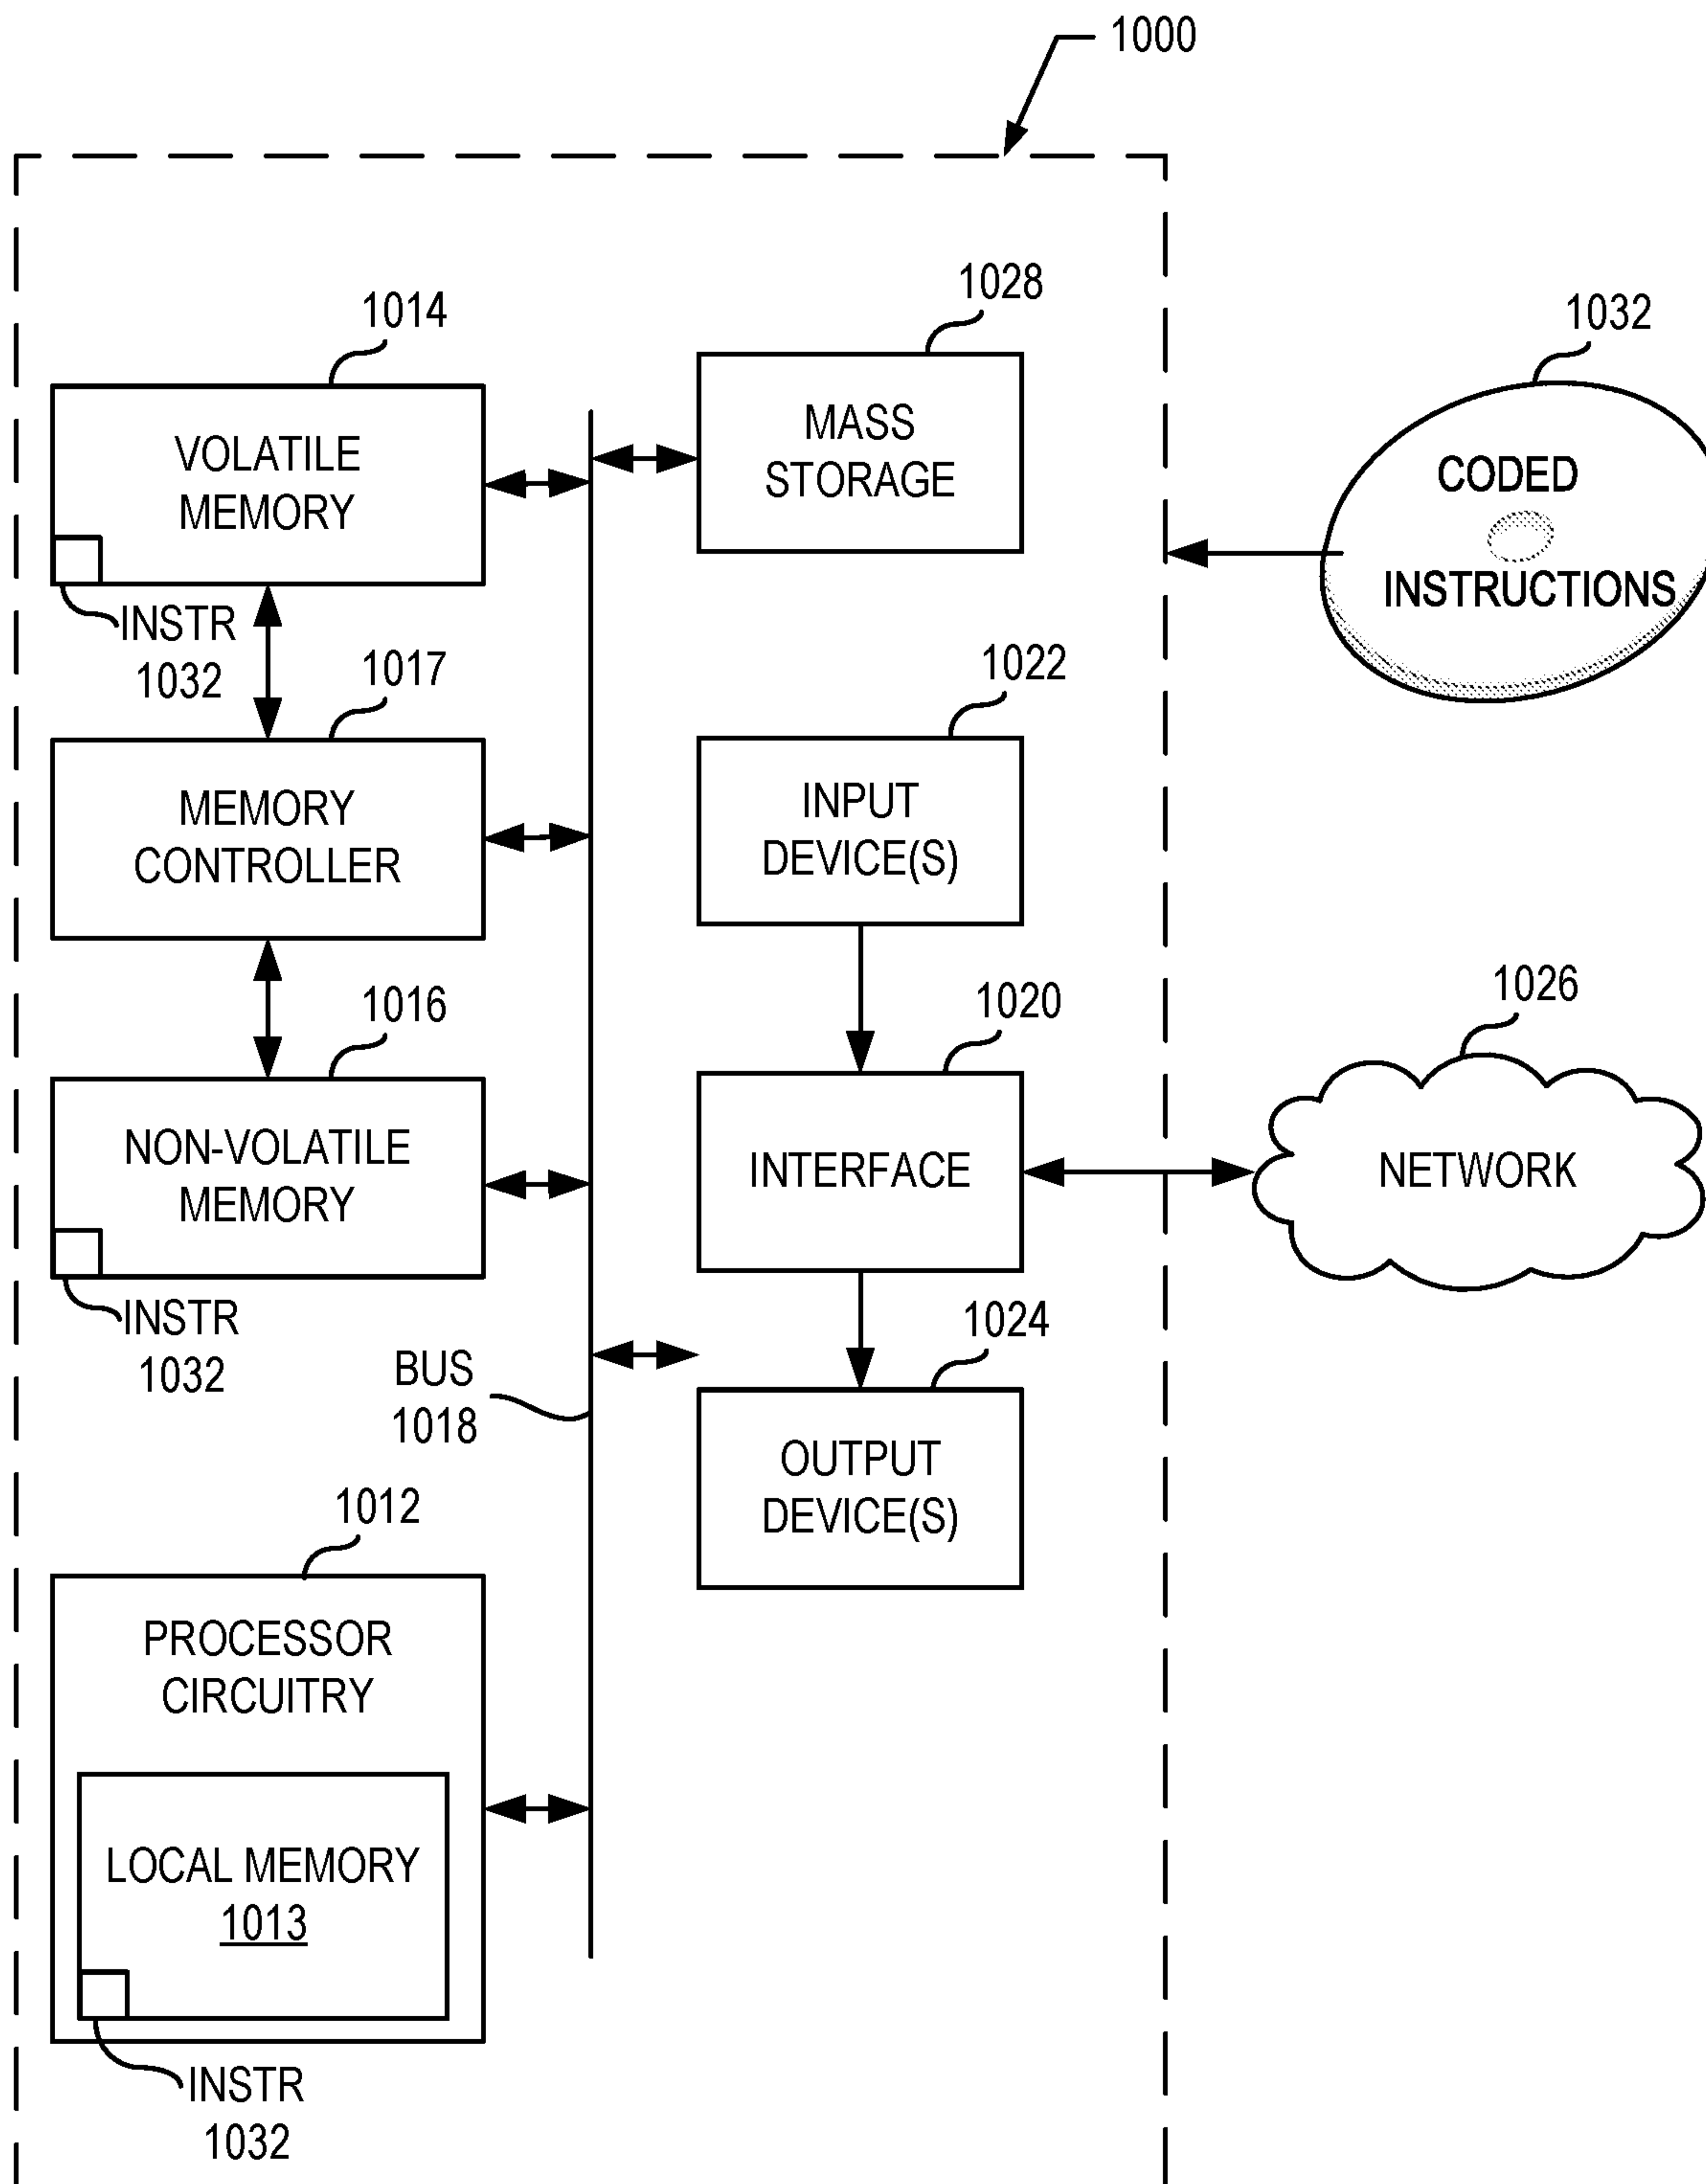 1000
1014
VOLATILE
MEMORY
INSTR
1032
1028
MASS
STORAGE
1032
CODED
INSTRUCTIONS
1017
MEMORY
CONTROLLER
1022
INPUT
DEVICE(S)
1016
NON-VOLATILE
MEMORY
INSTR
1032
1020
INTERFACE
1026
NETWORK
BUS
1018
1024
OUTPUT
DEVICE(S)
1012
PROCESSOR
CIRCUITRY
LOCAL MEMORY
1013
INSTR
1032